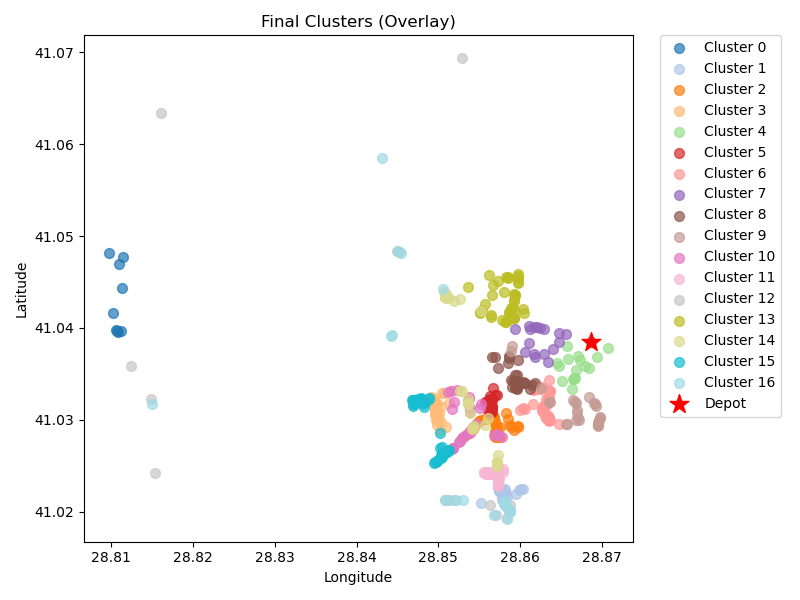 Final Clusters (Overlay)
41.07
41.06
41.05
41.04
41.03
41.02
Latitude
28.81
28.82
28.83
28.84
28.85
28.86
28.87
Longitude
Cluster 0
Cluster 1
Cluster 2
Cluster 3
Cluster 4
Cluster 5
Cluster 6
Cluster 7
Cluster 8
Cluster 9
Cluster 10
Cluster 11
Cluster 12
Cluster 13
Cluster 14
Cluster 15
Cluster 16
Depot